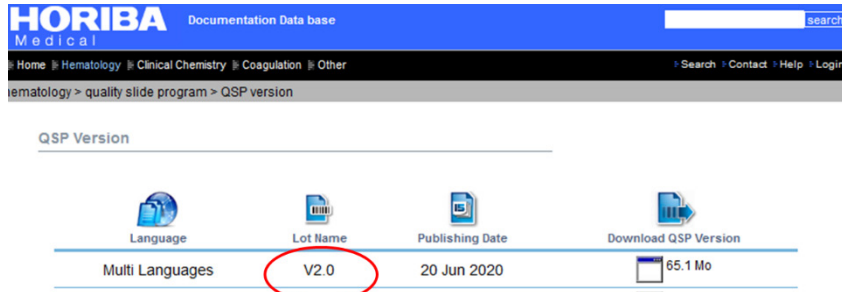 HORIBA Documentation Data base search
Medical
Home Hematology Clinical Chemistry Coagulation Other Search Contact Help Login
ematology > quality slide program > QSP version
QSP Version
Language Lot Name Publishing Date Download QSP Version
Multi Languages V2.0 20 Jun 2020 65.1 Mo